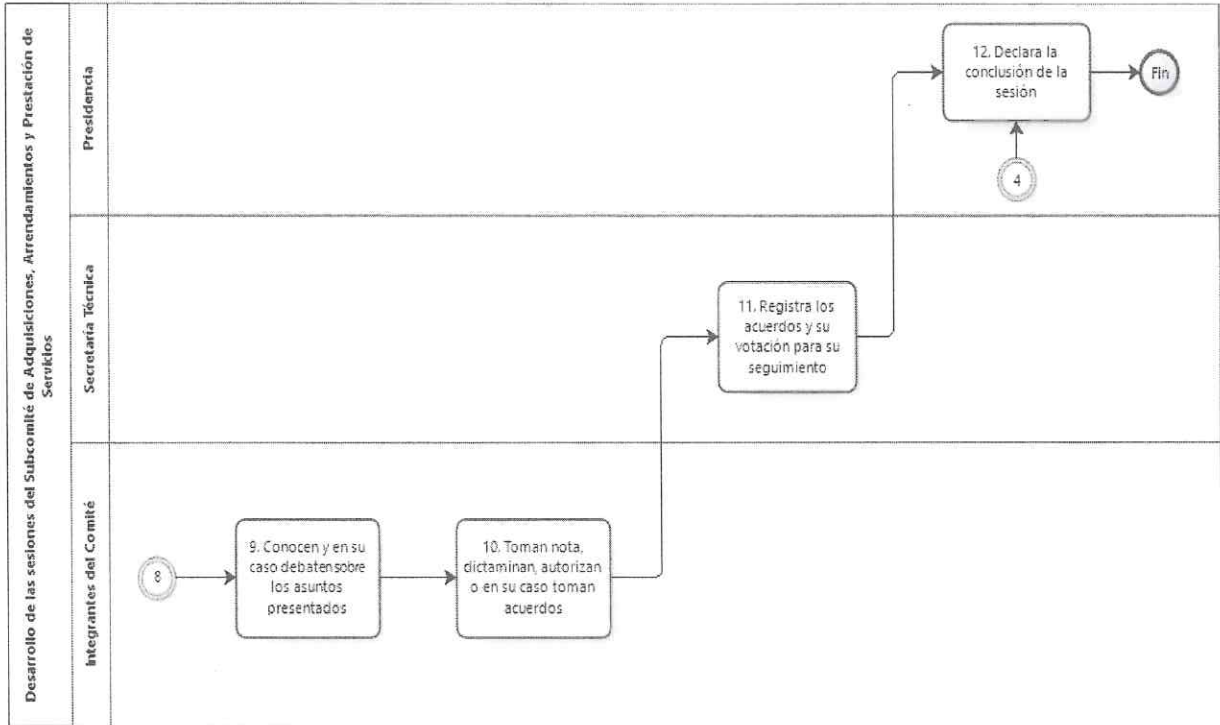 Desarrollo de las sesiones del Subcomité de Adquisiciones, Arrendamientos y Prestación de
Servicios
Presidencia
12. Declara la
conclusión de la
sesión
Fin
4
Secretaría Técnica
11. Registra los
acuerdos y su
votación para su
seguimiento
Integrantes del Comité
8
9. Conocen y en su
caso debaten sobre
los asuntos
presentados
10. Toman nota,
dictaminan, autorizan
o en su caso toman
acuerdos